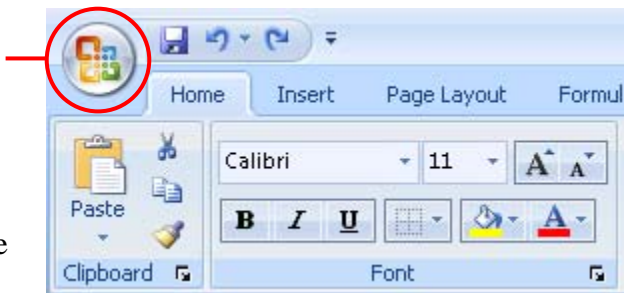 Home Insert Page Layout Formul
Calibri 11 A A
Paste
B I U A
e
Clipboard Font